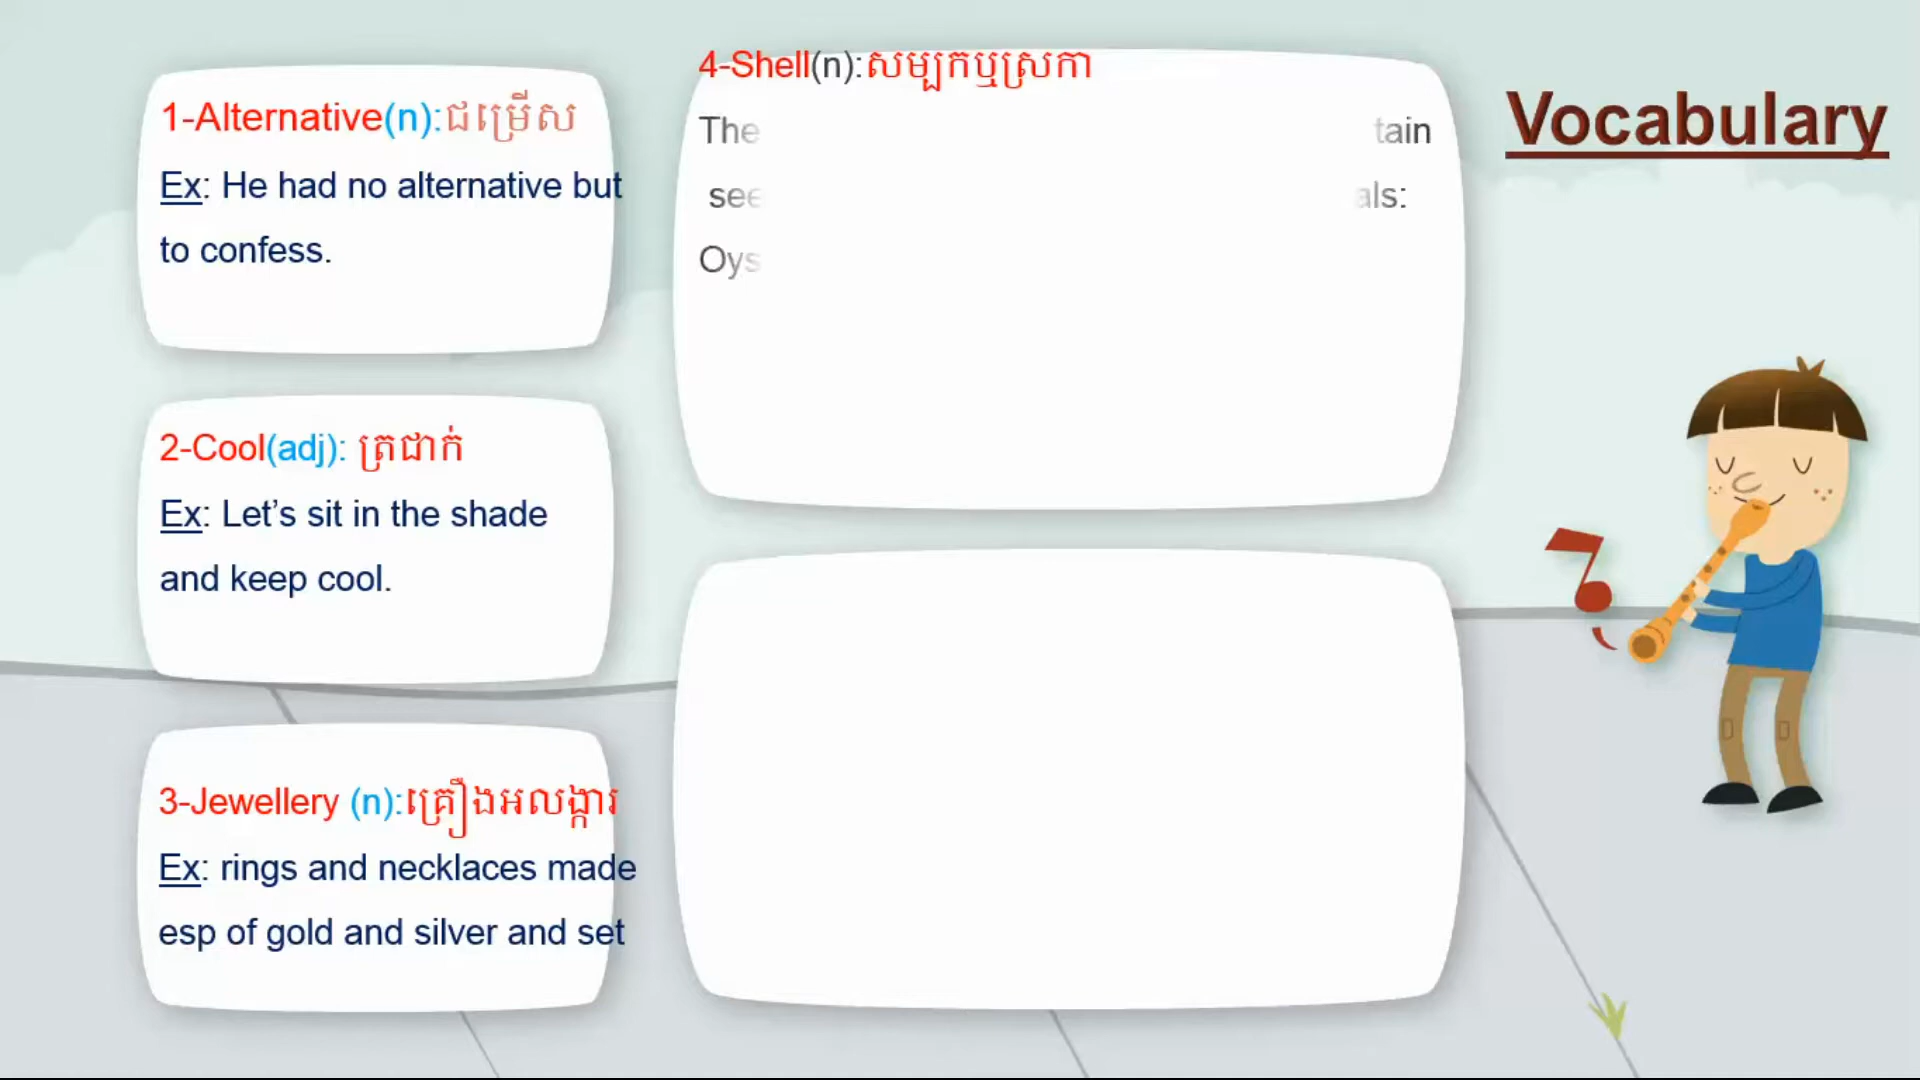 1-Alternative(n):ជម្រើស
Ex: He had no alternative but
to confess.
2-Cool(adj): ត្រជាក់
Ex: Let's sit in the shade
and keep cool.
3-Jewellery (n):គ្រឿងអលង្ការ
Ex: rings and necklaces made
esp of gold and silver and set
4-Shell(n):សម្បកឬស្រកា
The
Vocabulary